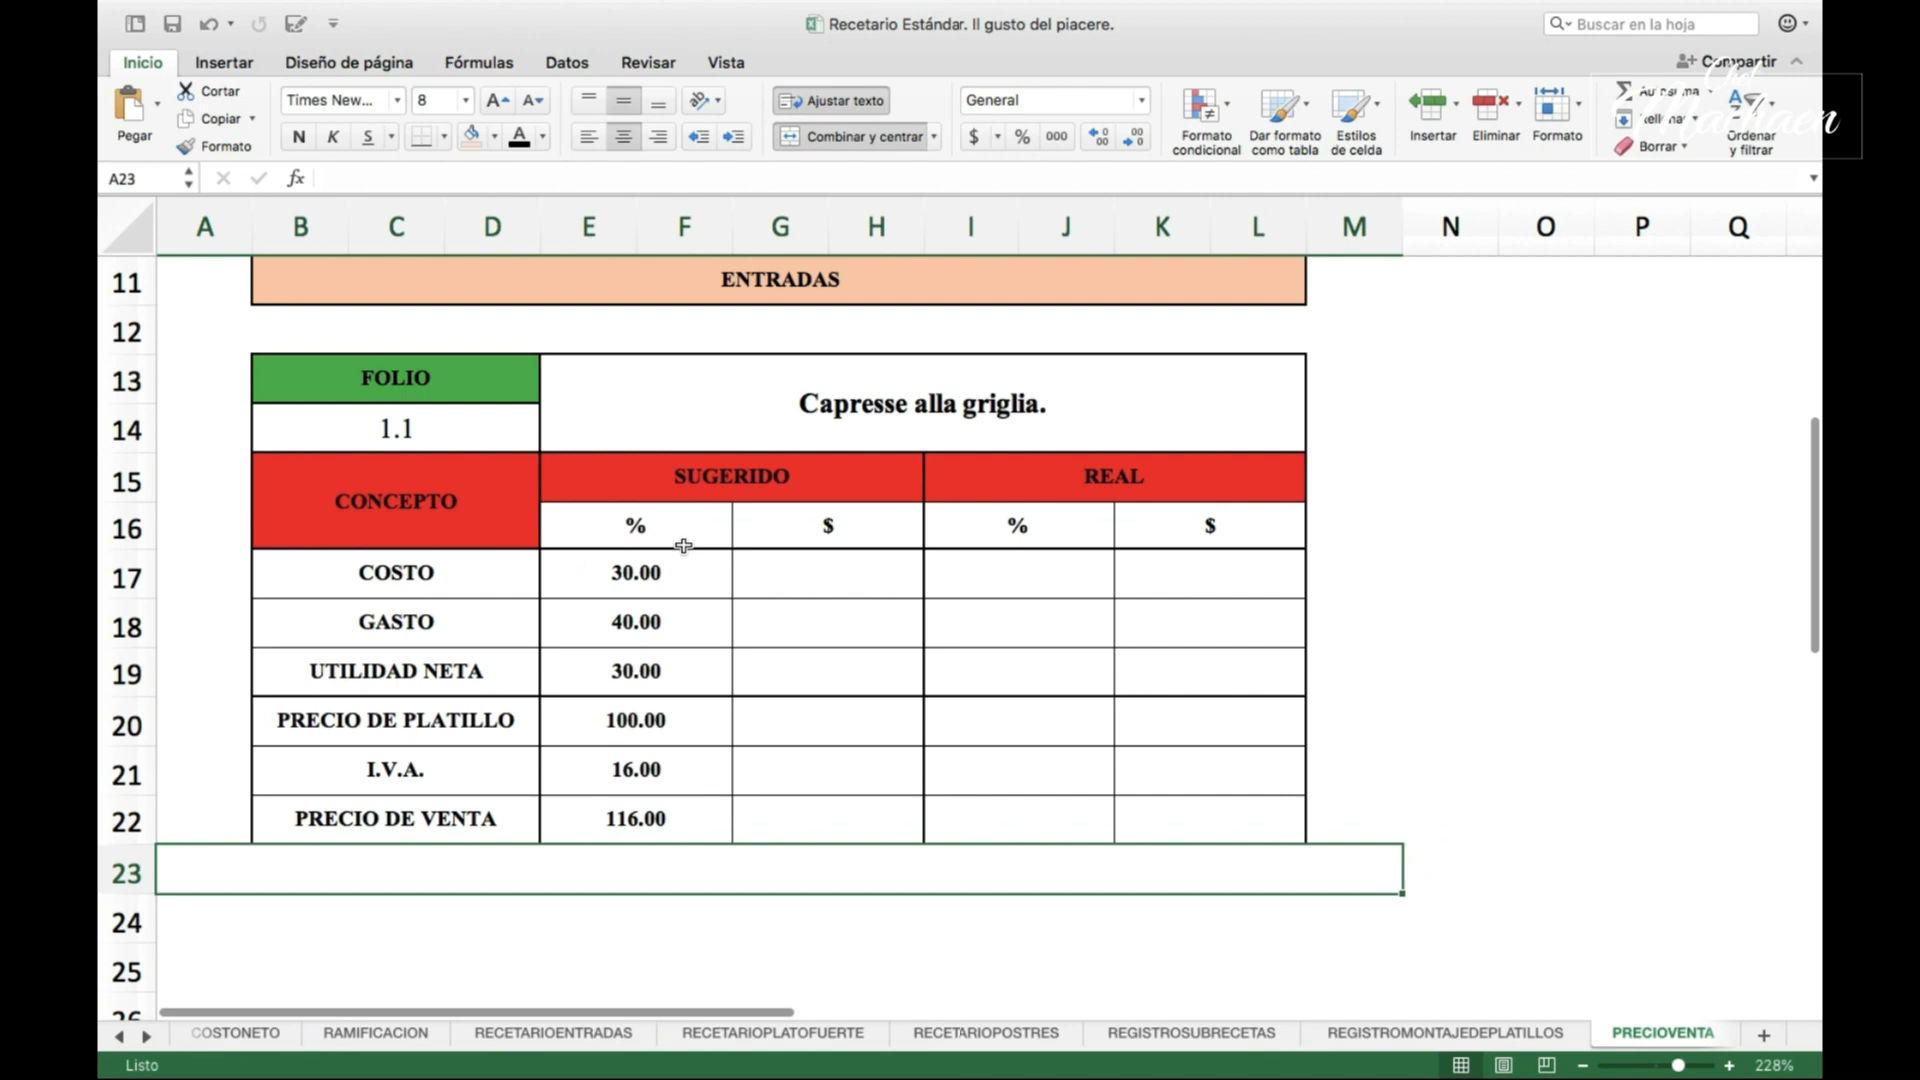 Recetario Estándar. Il gusto del piacere.
Buscar en la hoja
Inicio Insertar Diseño de página Fórmulas Datos Revisar Vista
Compartir
Chef
Machaen
Pegar
Cortar
Copiar
Formato
Times New... 8 A A
N K S A
Ajustar texto
Combinar y centrar
General
$ % 000
Formato condicional
Dar formato como tabla
Estilos de celda
Insertar Eliminar Formato
Borrar
Ordenar y filtrar
A23 fx
A B C D E F G H I J K L M N O P Q
11 ENTRADAS
12
13 FOLIO Capresse alla griglia.
14 1.1
15 CONCEPTO SUGERIDO REAL
16 % $ % $
17 COSTO 30.00
18 GASTO 40.00
19 UTILIDAD NETA 30.00
20 PRECIO DE PLATILLO 100.00
21 I.V.A. 16.00
22 PRECIO DE VENTA 116.00
23
24
25
26
COSTONETO RAMIFICACION RECETARIOENTRADAS RECETARIOPLATOFUERTE RECETARIOPOSTRES REGISTROSUBRECETAS REGISTROMONTAJEDEPLATILLOS PRECIOVENTA
Listo 228%